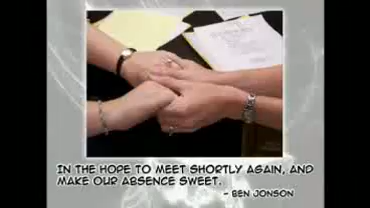 IN THE HOPE TO MEET SHORTLY AGAIN, AND
MAKE OUR ABSENCE SWEET.
- BEN JONSON